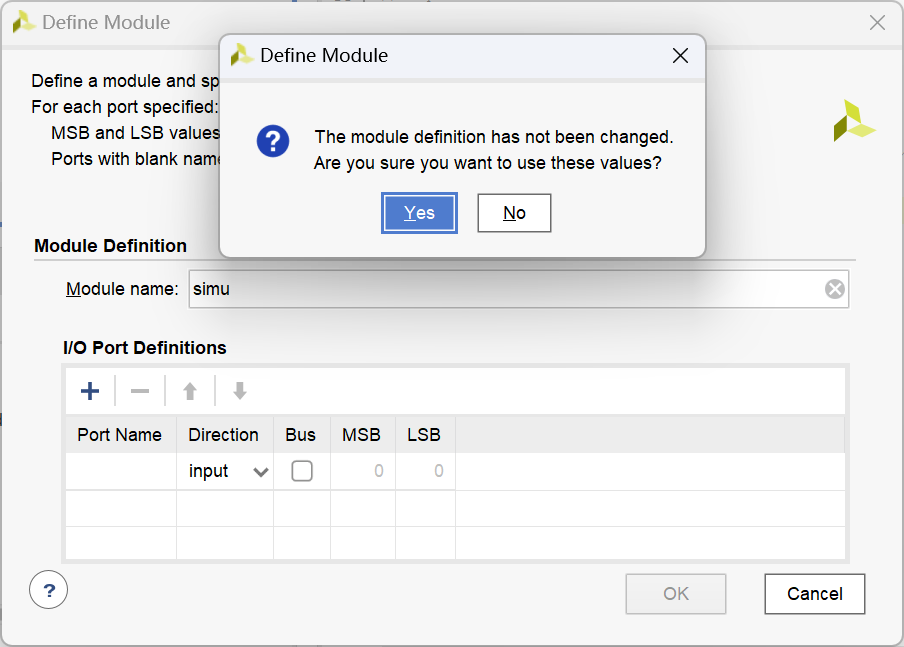 Define Module
Define Module
Define a module and sp
For each port specified:
MSB and LSB values
Ports with blank name
?
The module definition has not been changed.
Are you sure you want to use these values?
Yes
No
Module Definition
Module name:
simu
I/O Port Definitions
Port Name
Direction
Bus
MSB
LSB
input
0
0
?
OK
Cancel